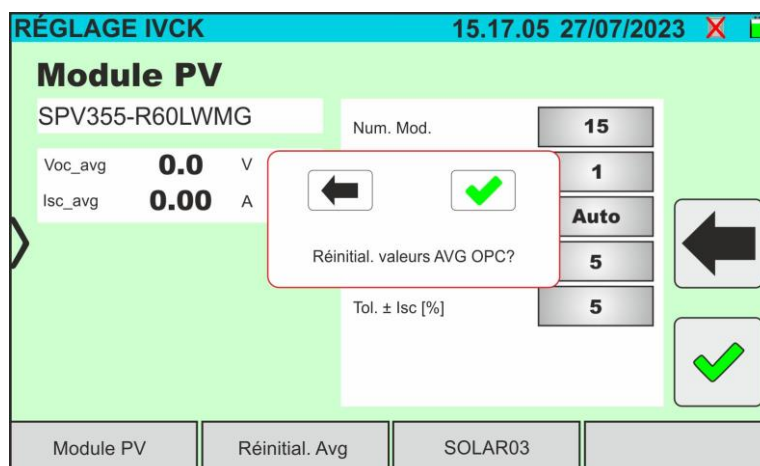 RÉGLAGE IVCK 15.17.05 27/07/2023
Module PV
SPV355-R60LWMG
Voc_avg 0.0 V
Isc_avg 0.00 A
Num. Mod. 15
1
Auto
5
Tol. ± Isc [%] 5
Réinitial. valeurs AVG OPC?
Module PV Réinitial. Avg SOLAR03